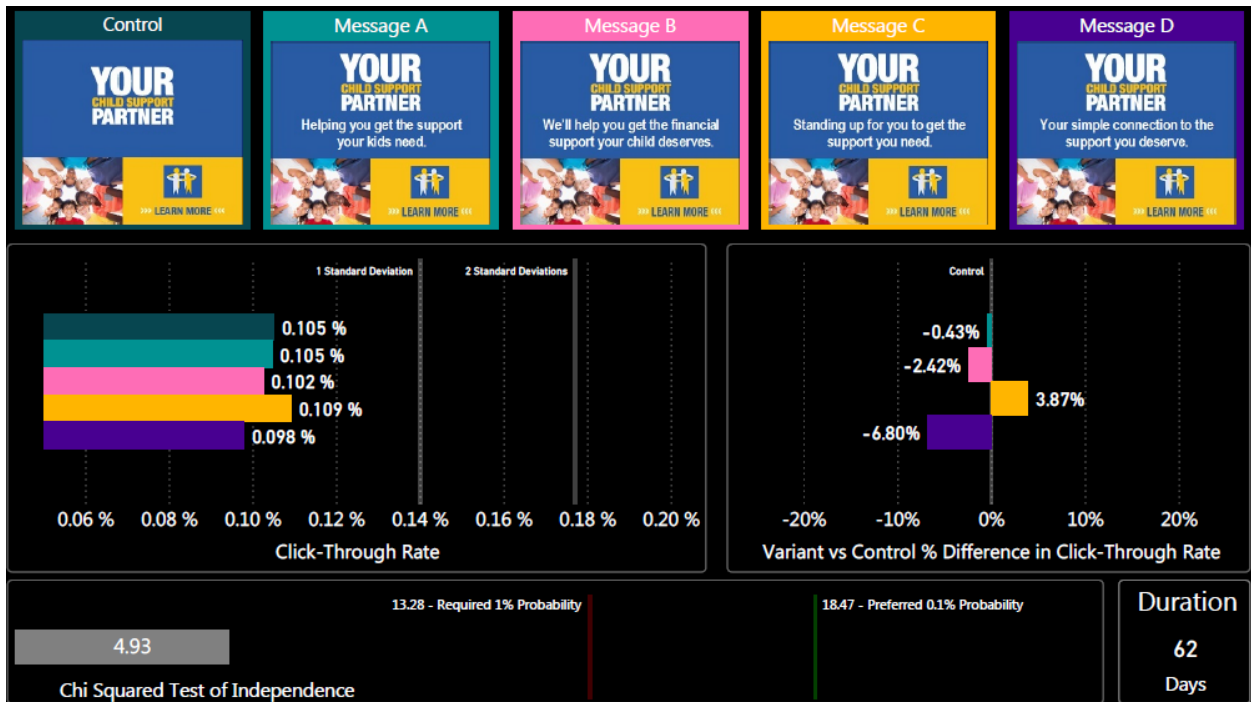 Control
YOUR
CHILD SUPPORT
PARTNER
››› LEARN MORE ‹‹‹
Message A
YOUR
CHILD SUPPORT
PARTNER
Helping you get the support
your kids need.
››› LEARN MORE ‹‹‹
Message B
YOUR
CHILD SUPPORT
PARTNER
We'll help you get the financial
support your child deserves.
››› LEARN MORE ‹‹‹
Message C
YOUR
CHILD SUPPORT
PARTNER
Standing up for you to get the
support you need.
››› LEARN MORE ‹‹‹
Message D
YOUR
CHILD SUPPORT
PARTNER
Your simple connection to the
support you deserve.
››› LEARN MORE ‹‹‹
1 Standard Deviation
2 Standard Deviations
0.105 %
0.105 %
0.102 %
0.109 %
0.098 %
0.06 % 0.08 % 0.10 % 0.12 % 0.14 % 0.16 % 0.18 % 0.20 %
Click-Through Rate
Control
-0.43%
-2.42%
3.87%
-6.80%
-20% -10% 0% 10% 20%
Variant vs Control % Difference in Click-Through Rate
13.28 - Required 1% Probability
18.47 - Preferred 0.1% Probability
4.93
Chi Squared Test of Independence
Duration
62
Days